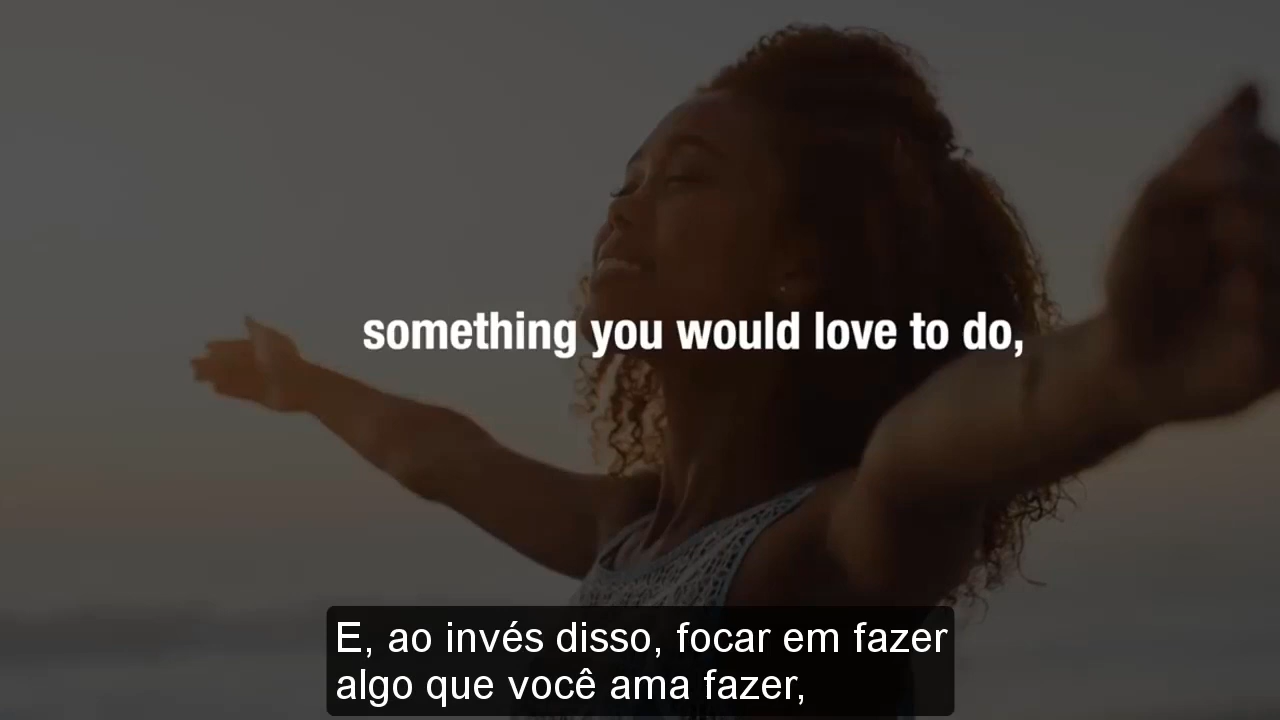 something you would love to do,
E, ao invés disso, focar em fazer
algo que você ama fazer,